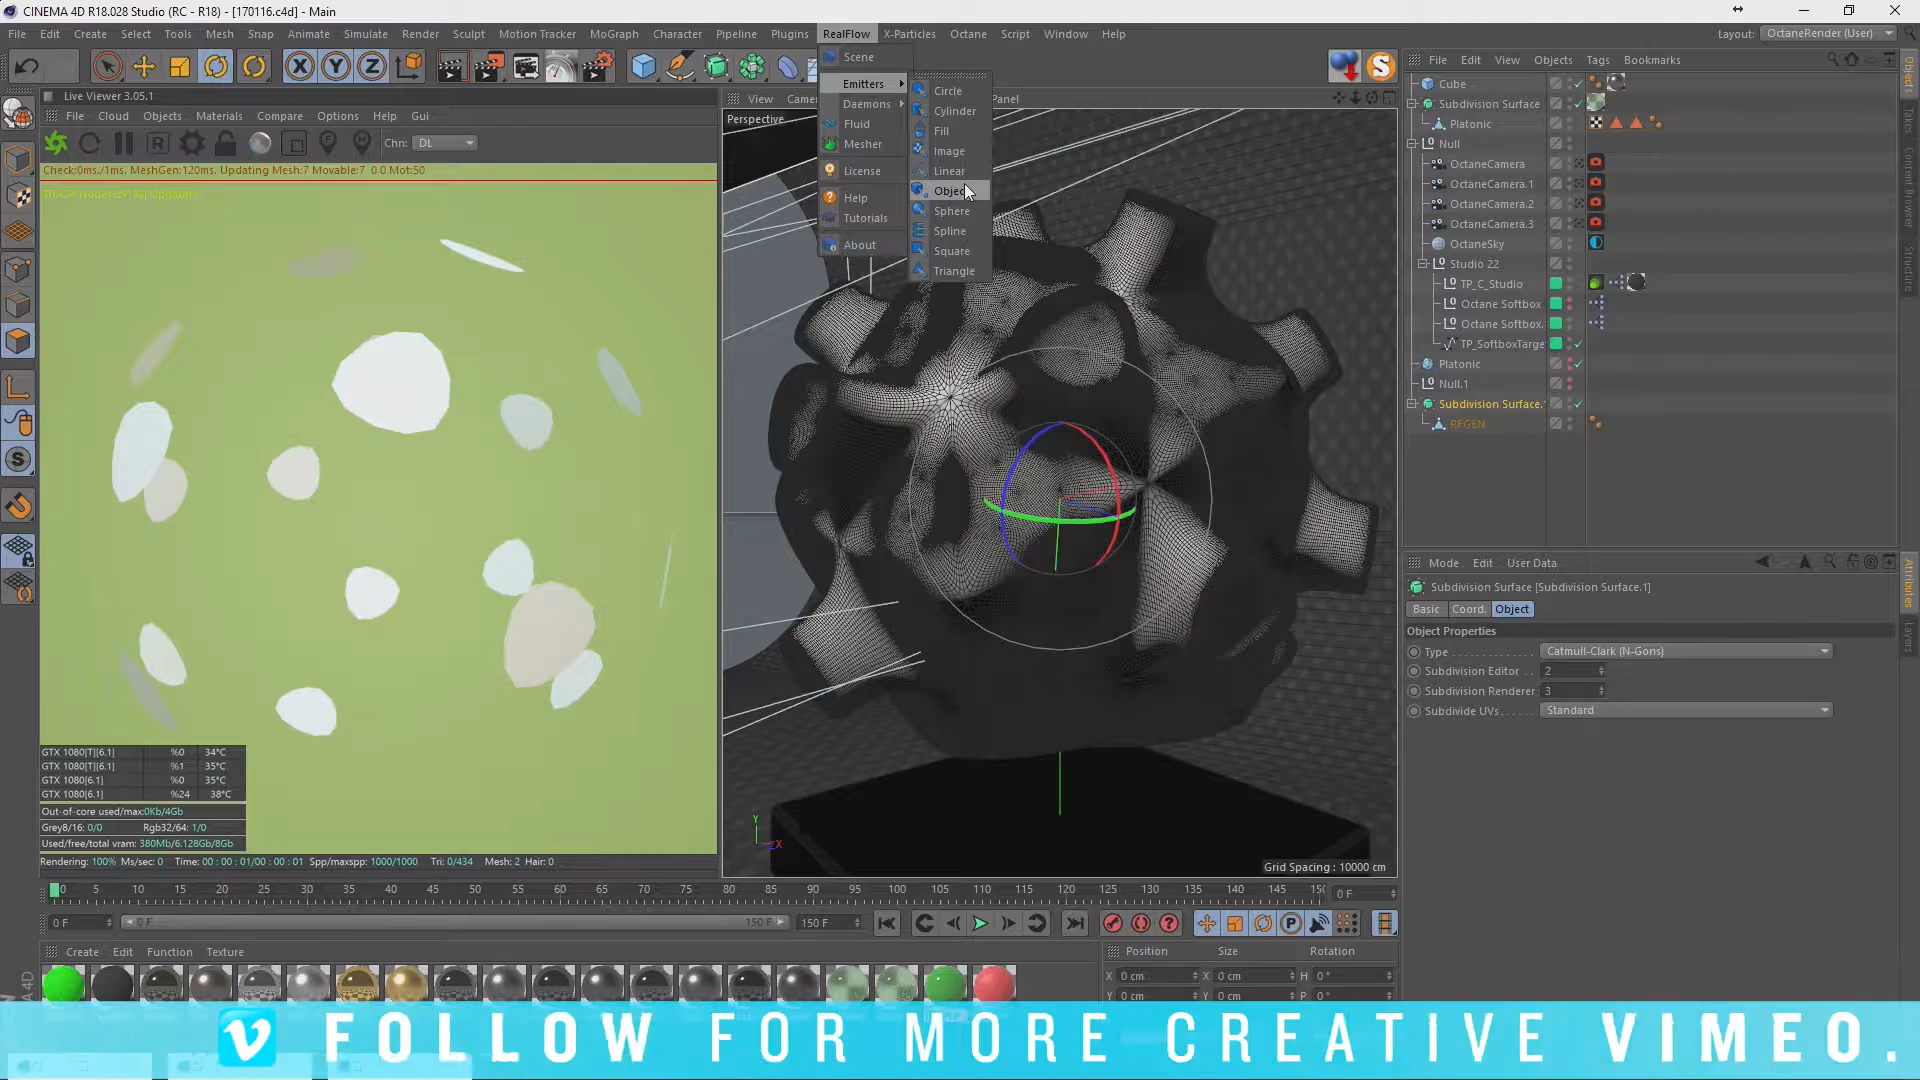 CINEMA 4D R18.028 Studio (RC - R18) - [170116.c4d] - Main
File Edit Create Select Tools Mesh Snap Animate Simulate Render Sculpt Motion Tracker MoGraph Character Pipeline Plugins RealFlow X-Particles Octane Script Window Help
Layout: OctaneRender (User)
Scene
Emitters
Daemons
Fluid
Mesher
License
Help
Tutorials
About
Circle
Cylinder
Fill
Image
Linear
Objec
Sphere
Spline
Square
Triangle
Live Viewer 3.05.1
File Cloud Objects Materials Compare Options Help Gui
Chn: DL
Check:0ms./1ms. MeshGen:120ms. Updating Mesh:7 Movable:7 0 0 Mot:50
GTX 1080[T][6.1] %0 34°C
GTX 1080[T][6.1] %1 35°C
GTX 1080[6.1] %0 35°C
GTX 1080[6.1] %24 38°C
Out-of-core used/max:0Kb/4Gb
Grey8/16: 0/0 Rgb32/64: 1/0
Used/free/total vram: 380Mb/6.128Gb/8Gb
Rendering: 100% Ms/sec: 0 Time: 00 : 00 : 01/00 : 00 : 01 Spp/maxspp: 1000/1000 Tri: 0/434 Mesh: 2 Hair: 0
View Camer
Panel
Perspective
Y
X
Grid Spacing : 10000 cm
File Edit View Objects Tags Bookmarks
Cube
Subdivision Surface
Platonic
Null
OctaneCamera
OctaneCamera.1
OctaneCamera.2
OctaneCamera.3
OctaneSky
Studio 22
TP_C_Studio
Octane Softbox
Octane Softbox.
TP_SoftboxTarge
Platonic
Null.1
Subdivision Surface.
RFGEN
Objects
Takes
Content Browser
Structure
Mode Edit User Data
Subdivision Surface [Subdivision Surface.1]
Basic Coord. Object
Object Properties
Type Catmull-Clark (N-Gons)
Subdivision Editor 2
Subdivision Renderer 3
Subdivide UVs Standard
Attributes
Layers
0 5 10 15 20 25 30 35 40 45 50 55 60 65 70 75 80 85 90 95 100 105 110 115 120 125 130 135 140 145 150 0 F
0 F 0 F 150 F 150 F
Create Edit Function Texture
Position Size Rotation
X 0 cm X 0 cm H 0 °
Y 0 cm Y 0 cm P 0 °
FOLLOW FOR MORE CREATIVE VIMEO.